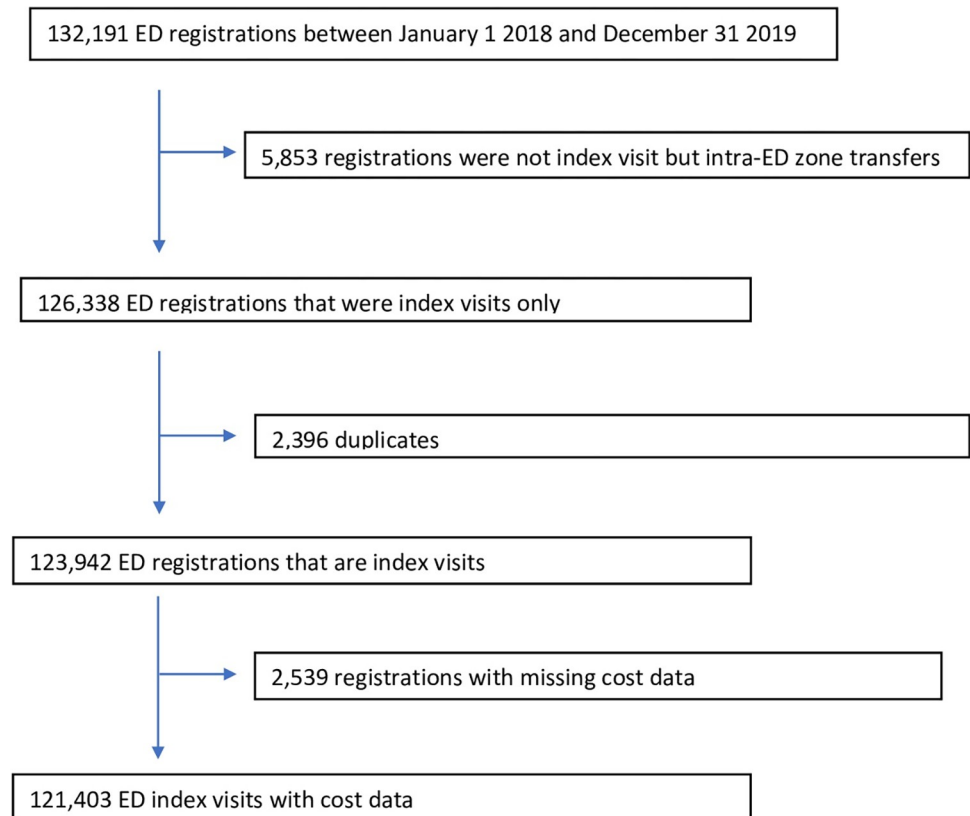 132,191 ED registrations between January 1 2018 and December 31 2019
5,853 registrations were not index visit but intra-ED zone transfers
126,338 ED registrations that were index visits only
2,396 duplicates
123,942 ED registrations that are index visits
2,539 registrations with missing cost data
121,403 ED index visits with cost data